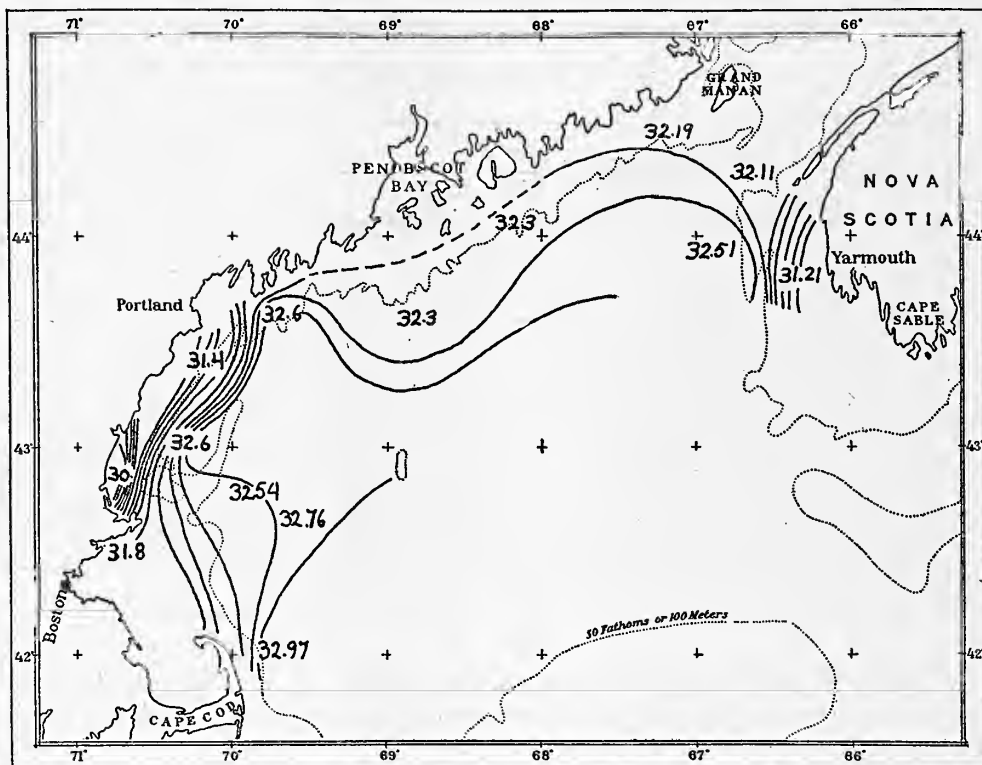 71° 70° 69° 68° 67° 66°
GRAND
MANAN
32.19
PENOBSCOT
BAY
32.11
NOVA
SCOTIA
44° 32.3 44°
32.51
Yarmouth
31.21
Portland
32.6
32.3
CAPE
SABLE
31.4
43° 32.6 43°
30.
32.54
32.76
31.8
Boston
50 Fathoms or 100 Meters
42° 32.97 42°
CAPE COD
71° 70° 69° 68° 67° 66°